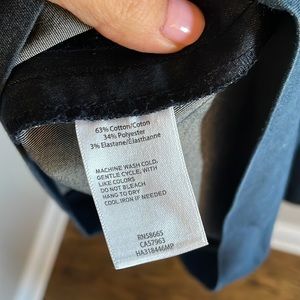 63% Cotton/Coton
34% Polyester
3% Elastane/Elasthanne
MACHINE WASH COLD,
GENTLE CYCLE, WITH
LIKE COLORS
DO NOT BLEACH
HANG TO DRY
COOL IRON IF NEEDED
RN58665
CA57963
HA318446MP